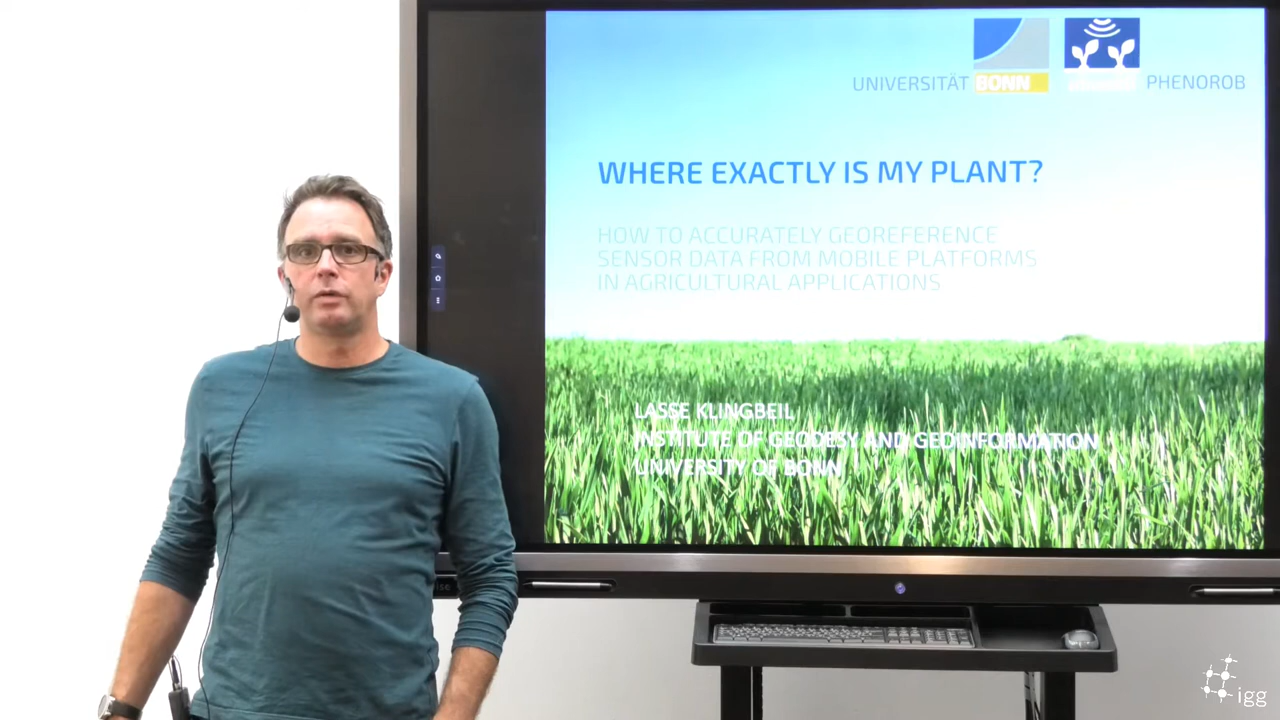 UNIVERSITÄT BONN PHENOROB
WHERE EXACTLY IS MY PLANT?
HOW TO ACCURATELY GEOREFERENCE
SENSOR DATA FROM MOBILE PLATFORMS
IN AGRICULTURAL APPLICATIONS
LASSE KLINGBEIL
INSTITUTE OF GEODESY AND GEOINFORMATION
UNIVERSITY OF BONN
igg